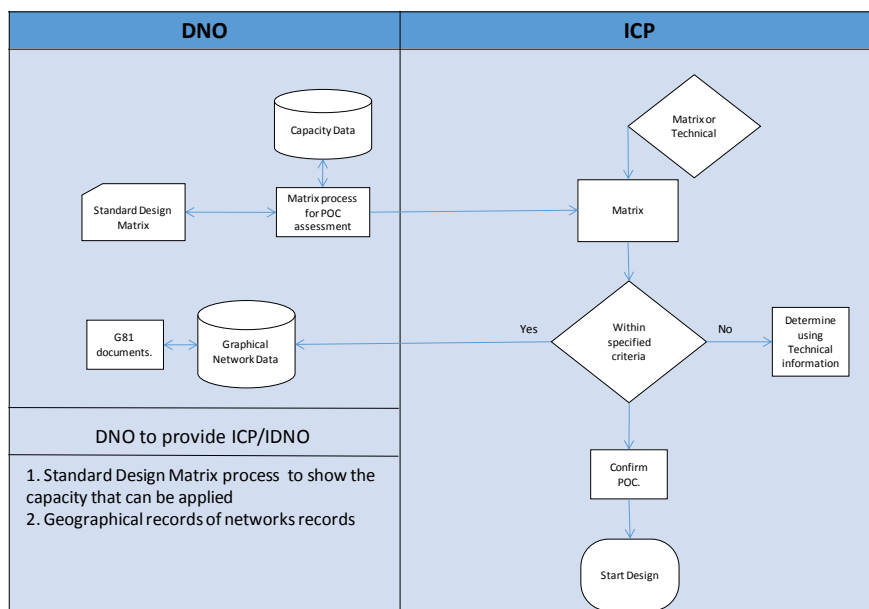 DNO
ICP
Capacity Data
Matrix or
Technical
Standard Design
Matrix
Matrix process
for POC
assessment
Matrix
G81
documents.
Graphical
Network Data
Yes
Within
specified
criteria
No
Determine
using
Technical
information
DNO to provide ICP/IDNO
1. Standard Design Matrix process to show the
capacity that can be applied
2. Geographical records of networks records
Confirm
POC.
Start Design